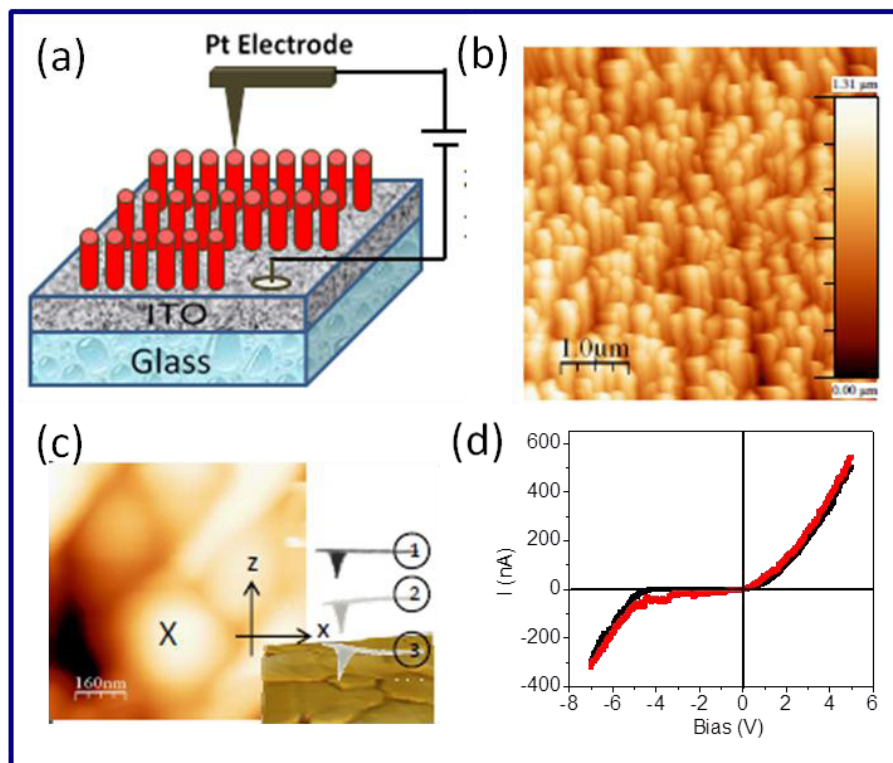 (a)
Pt Electrode
ITO
Glass
(b)
1.31 µm
1.0µm
0.00 µm
(c)
X
z
x
1
2
3
160nm
(d)
600
400
200
0
-200
-400
I (nA)
-8 -6 -4 -2 0 2 4 6
Bias (V)